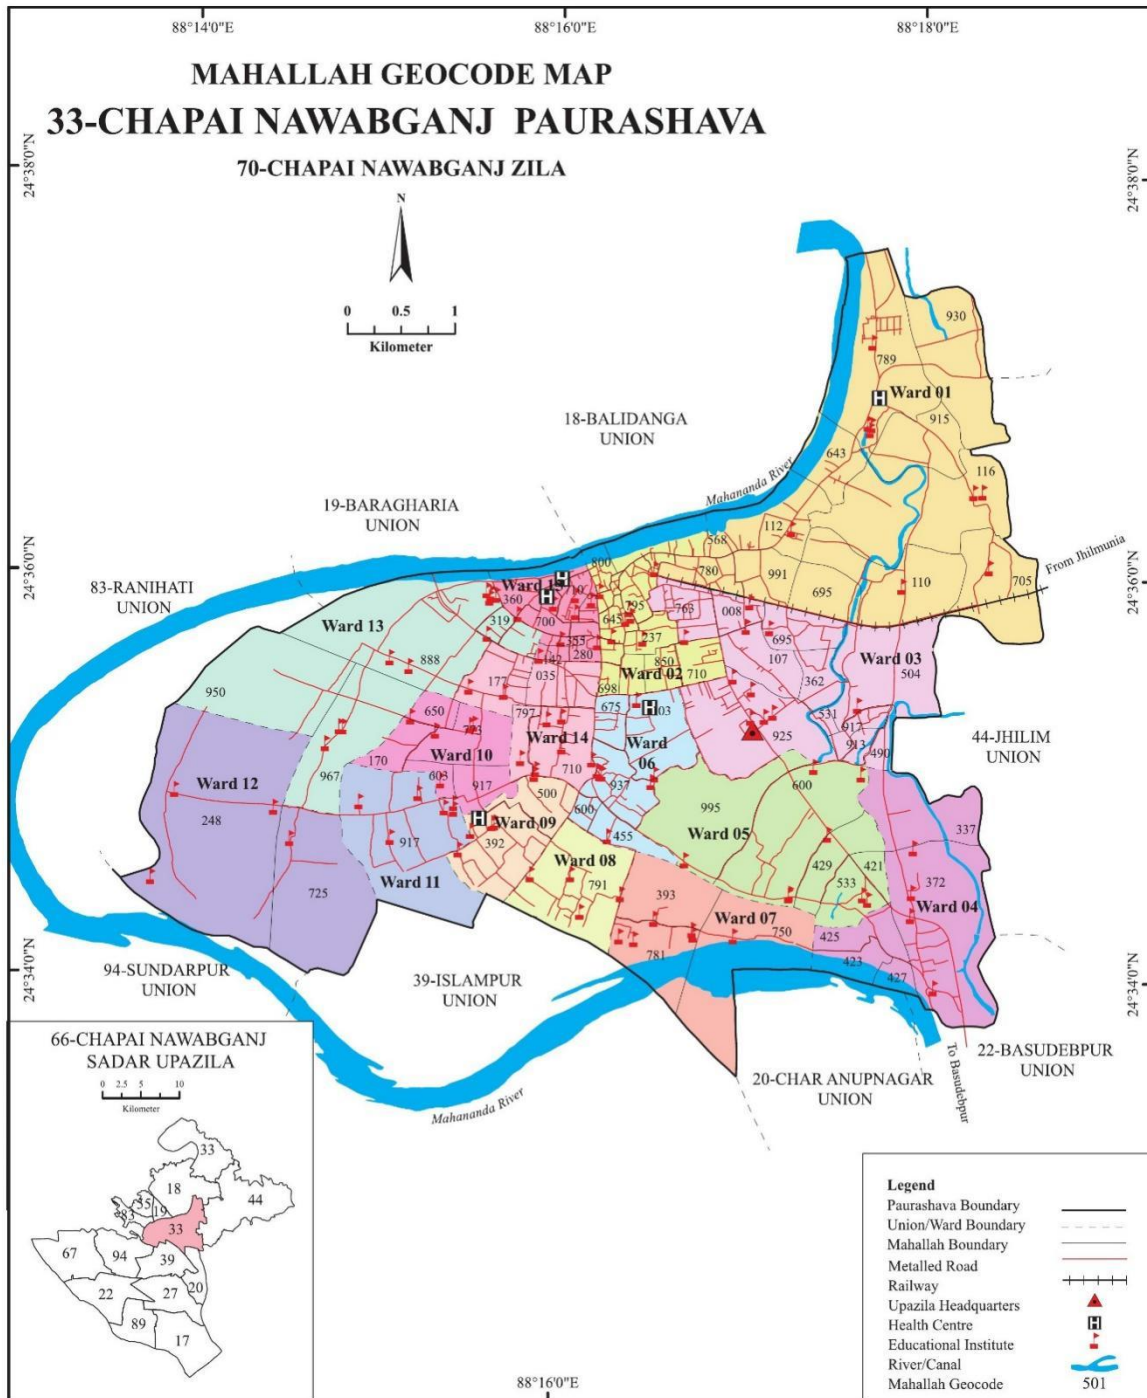 88°14'0"E
88°16'0"E
88°18'0"E
MAHALLAH GEOCODE MAP
33-CHAPAI NAWABGANJ PAURASHAVA
70-CHAPAI NAWABGANJ ZILA
24°38'0"N
24°38'0"N
N
0 0.5 1
Kilometer
930
789
Ward 01
915
18-BALIDANGA
UNION
643
116
Mahananda River
19-BARAGHARIA
UNION
112
568
From Jhilmunia
24°36'0"N
24°36'0"N
800
780
991
110
705
695
83-RANIHATI
UNION
360
710
700
795
763
008
Ward 13
319
645
695
355
237
Ward 03
888
142
280
850
107
504
035
Ward 02
710
362
177
698
950
650
797
675
03
531
773
Ward 14
Ward
06
925
917
913
490
44-JHILIM
UNION
170
Ward 10
603
710
Ward 12
967
917
937
600
500
995
248
600
Ward 09
Ward 05
337
917
392
455
Ward 08
429
421
372
Ward 11
791
533
725
393
Ward 07
Ward 04
750
425
781
423
427
94-SUNDARPUR
UNION
39-ISLAMPUR
UNION
24°34'0"N
24°34'0"N
22-BASUDEBPUR
UNION
To Basudebpur
20-CHAR ANUPNAGAR
UNION
Mahananda River
66-CHAPAI NAWABGANJ
SADAR UPAZILA
0 2.5 5 10
Kilometer
33
18
44
55
19
83
33
67
94
39
22
27
20
89
17
Legend
Paurashava Boundary
Union/Ward Boundary
Mahallah Boundary
Metalled Road
Railway
Upazila Headquarters
Health Centre
H
Educational Institute
River/Canal
Mahallah Geocode 501
88°16'0"E